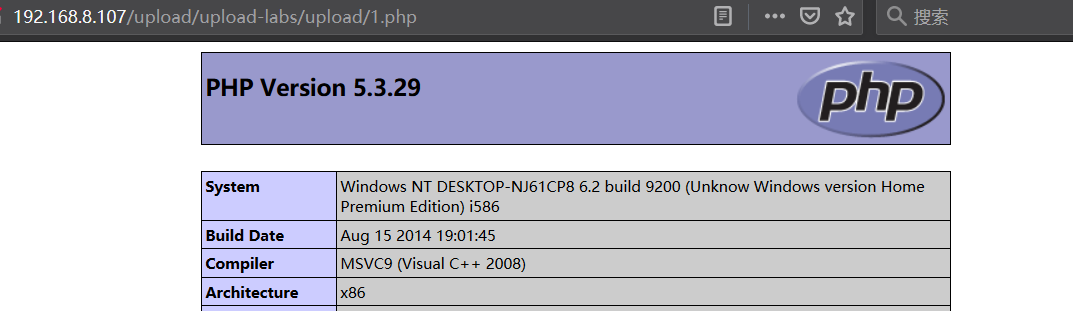 192.168.8.107/upload/upload-labs/upload/1.php
搜索
PHP Version 5.3.29
php
System Windows NT DESKTOP-NJ61CP8 6.2 build 9200 (Unknow Windows version Home
Premium Edition) i586
Build Date Aug 15 2014 19:01:45
Compiler MSVC9 (Visual C++ 2008)
Architecture x86